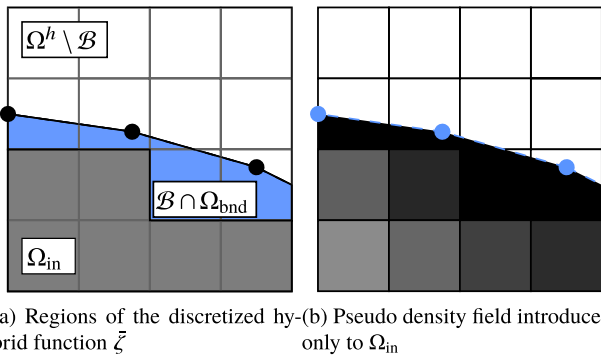 Ωʰ \ ℬ
ℬ ∩ Ω_bnd
Ω_in
a) Regions of the discretized hy-
brid function ζ̄
(b) Pseudo density field introduce
only to Ω_in